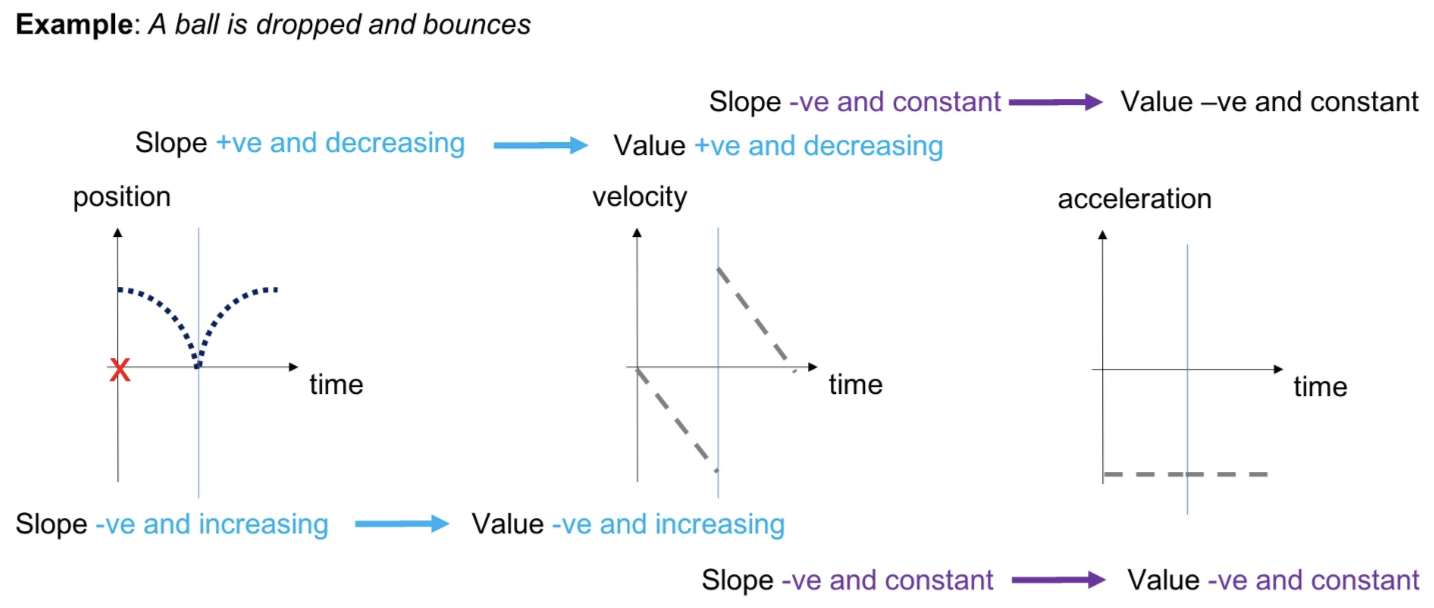 Example: A ball is dropped and bounces
Slope -ve and constant Value –ve and constant
Slope +ve and decreasing Value +ve and decreasing
position velocity acceleration
X
time time time
Slope -ve and increasing Value -ve and increasing
Slope -ve and constant Value -ve and constant